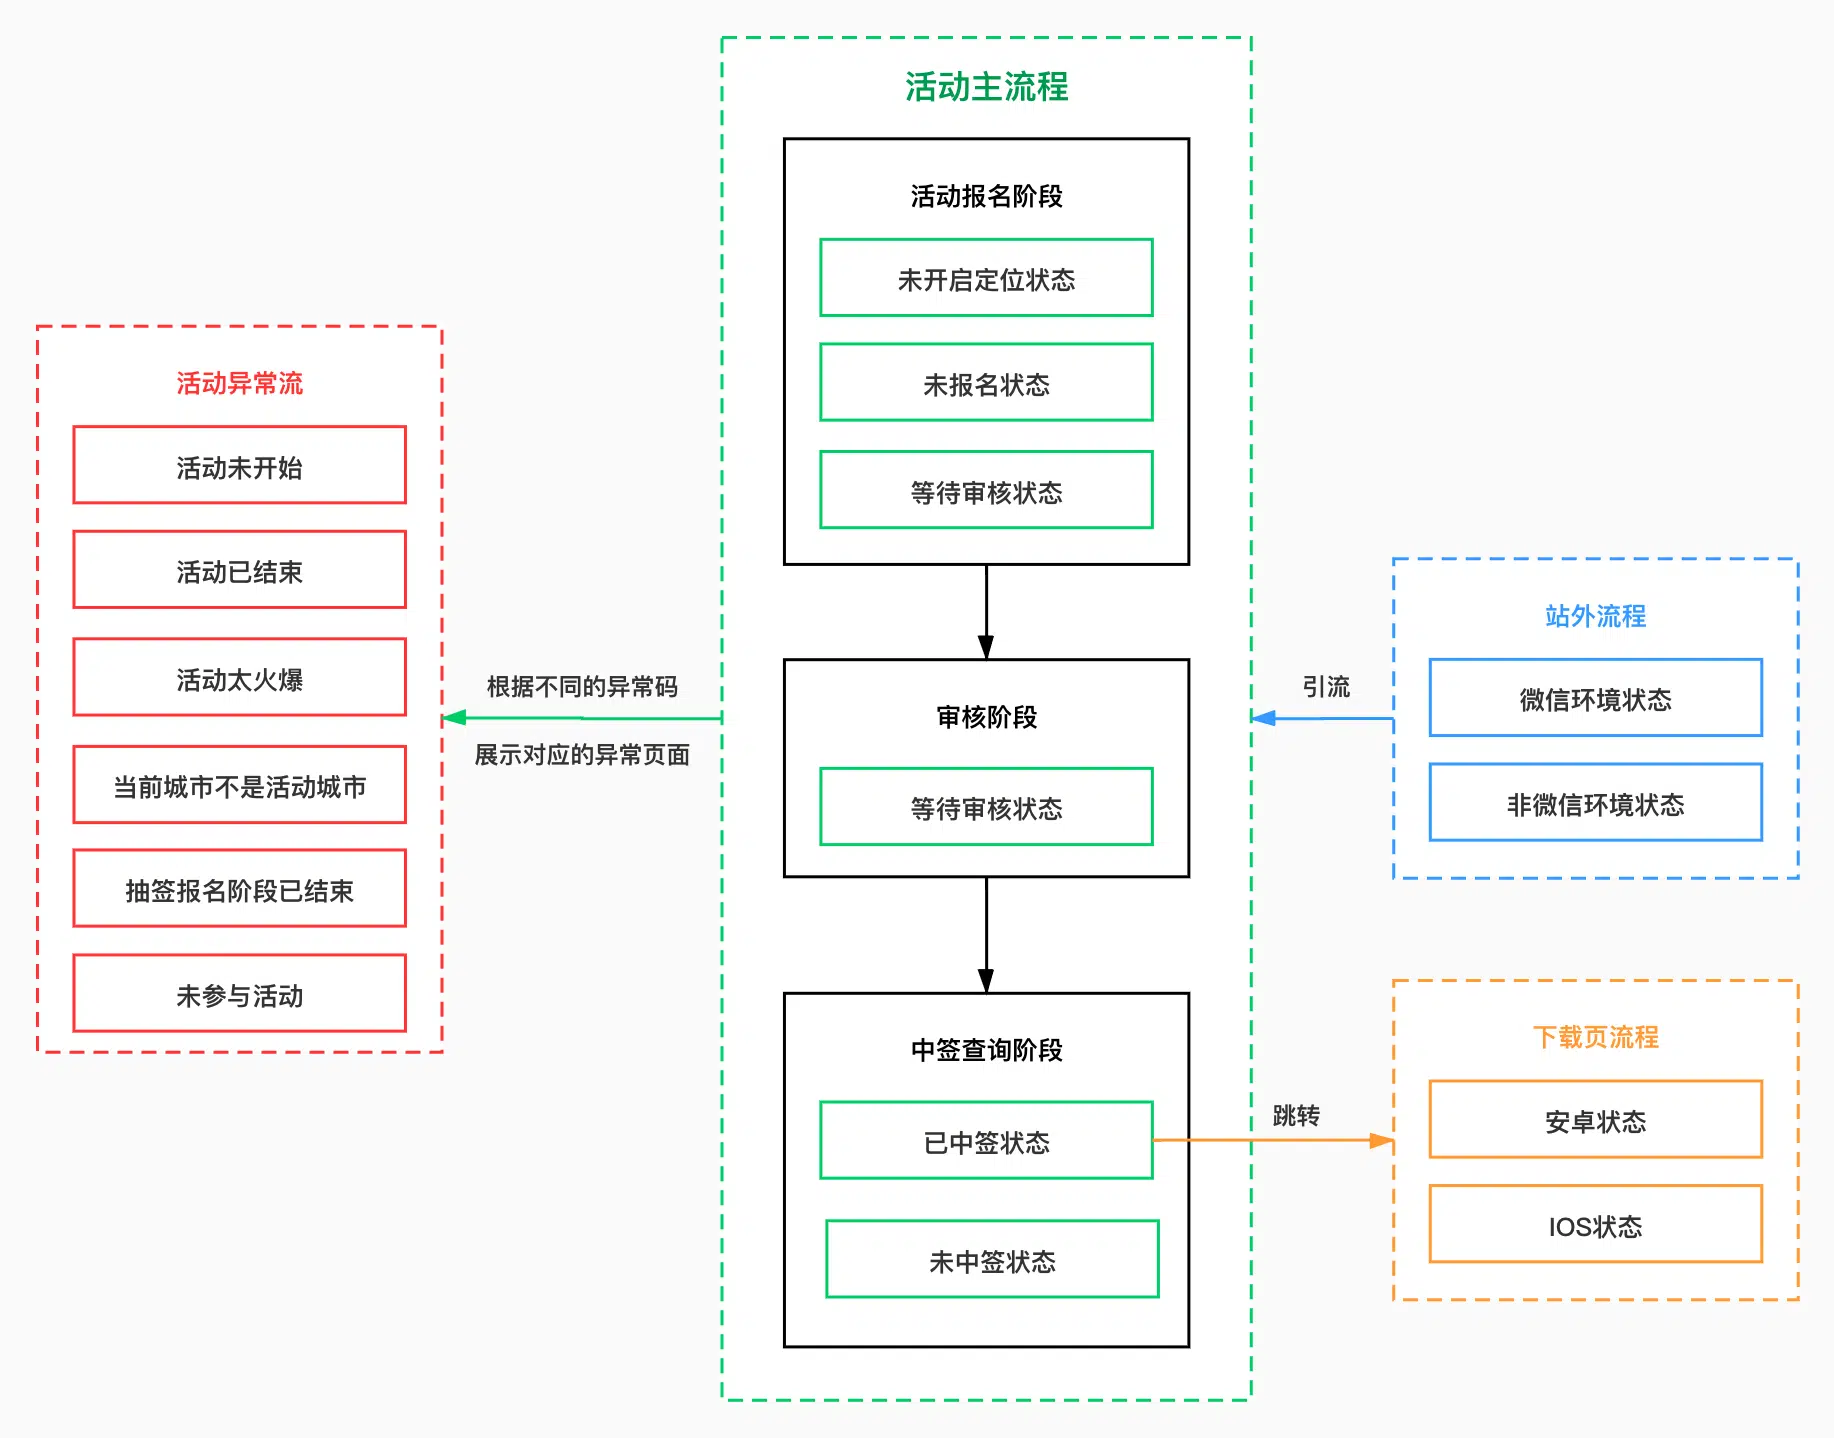 活动主流程
活动报名阶段
未开启定位状态
未报名状态
等待审核状态
审核阶段
等待审核状态
中签查询阶段
已中签状态
未中签状态
活动异常流
活动未开始
活动已结束
活动太火爆
当前城市不是活动城市
抽签报名阶段已结束
未参与活动
根据不同的异常码
展示对应的异常页面
引流
站外流程
微信环境状态
非微信环境状态
跳转
下载页流程
安卓状态
IOS状态